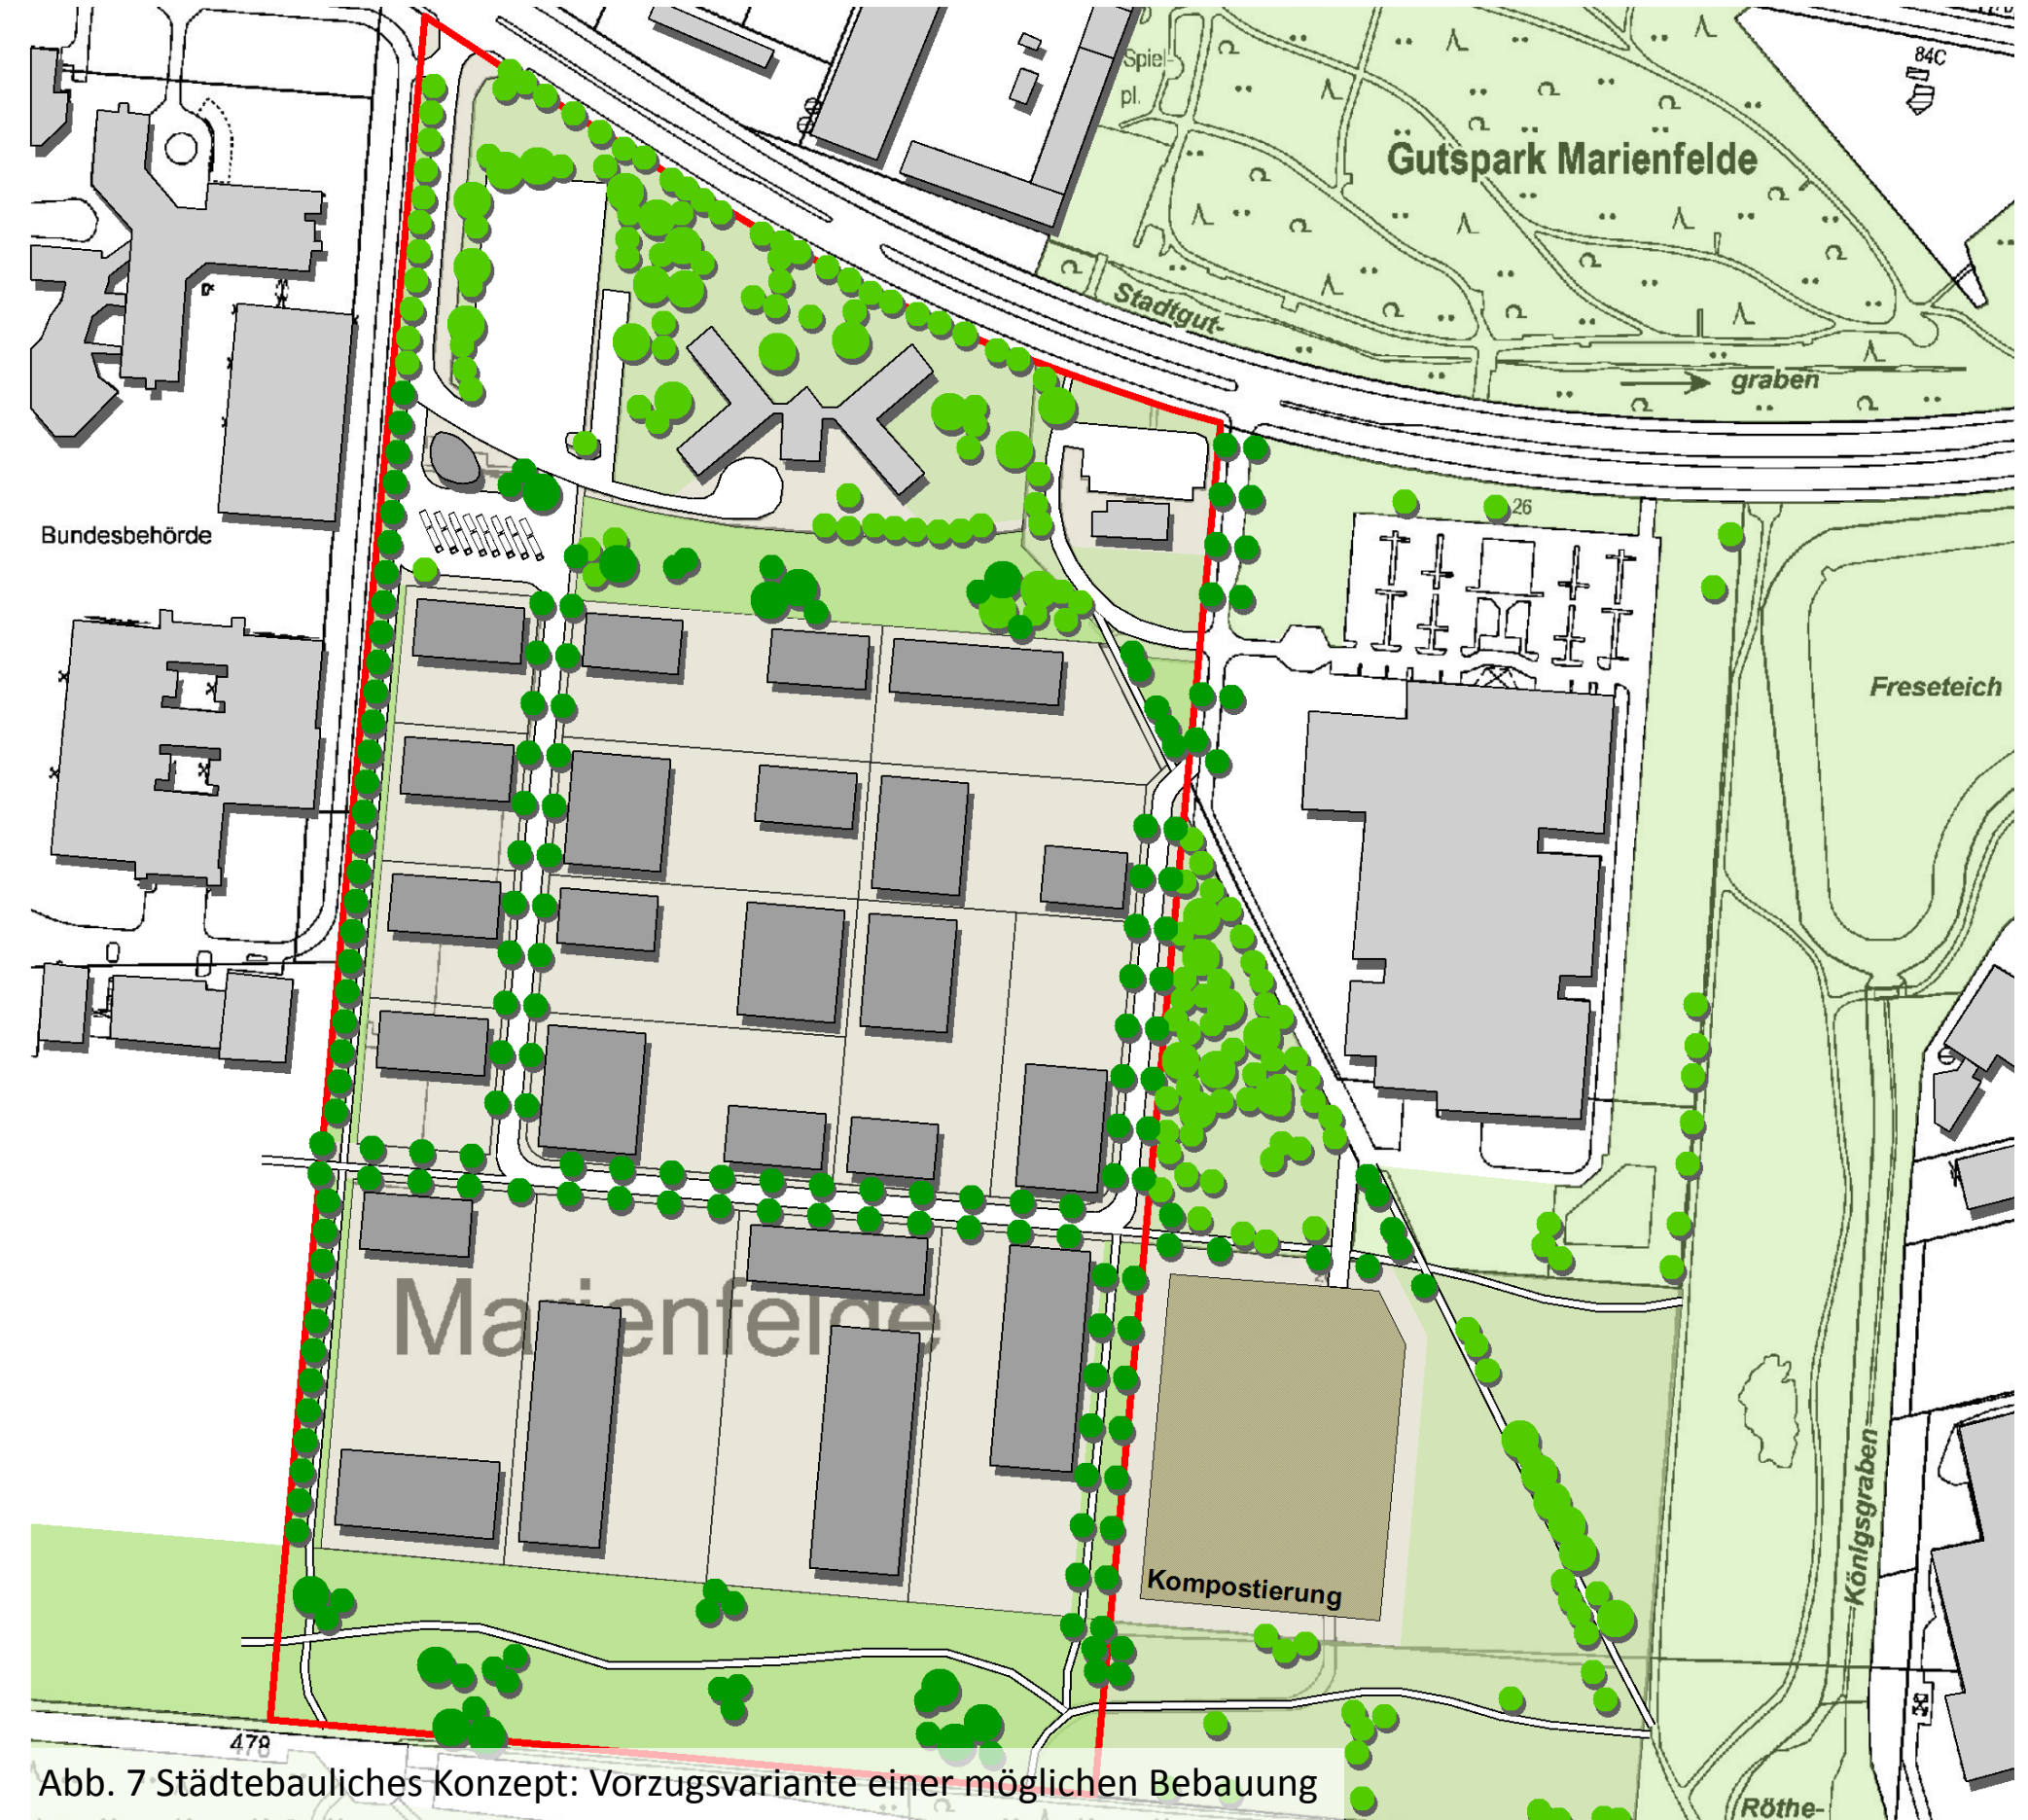 Spiel-
pl.
84C
Gutspark Marienfelde
Stadtgut-
graben
26
Bundesbehörde
Freseteich
Marienfelde
Königsgraben
Kompostierung
478
Abb. 7 Städtebauliches Konzept: Vorzugsvariante einer möglichen Bebauung
Röthe-